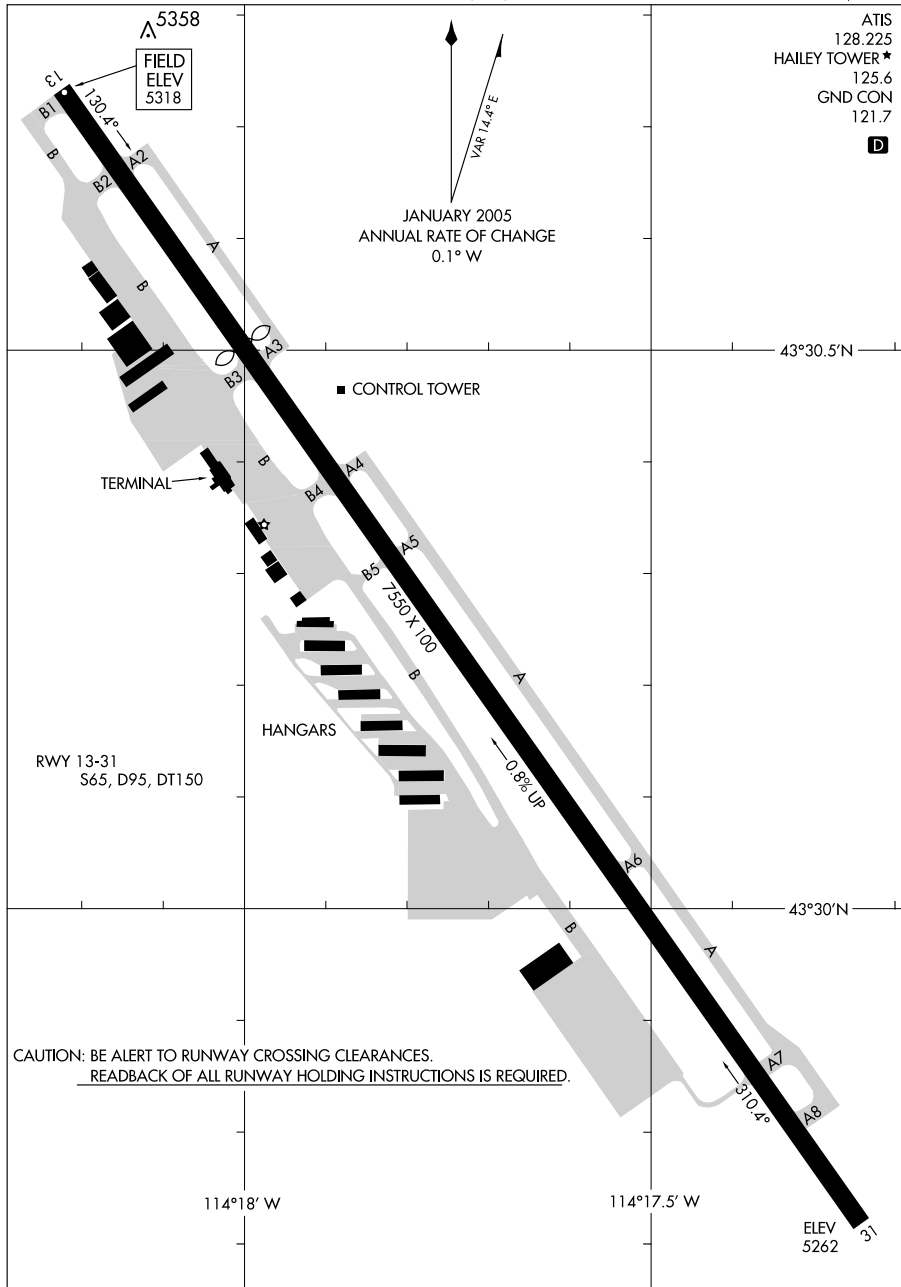 5358
FIELD
ELEV
5318
ATIS
128.225
HAILEY TOWER★
125.6
GND CON
121.7
D
VAR 14.4° E
JANUARY 2005
ANNUAL RATE OF CHANGE
0.1° W
13
130.4°
B1
B
B2
A2
A
B
A3
B3
43°30.5'N
CONTROL TOWER
TERMINAL
B
B4
A4
A5
B5
7550 X 100
B
A
HANGARS
RWY 13-31
S65, D95, DT150
0.8% UP
A6
43°30'N
B
A
CAUTION: BE ALERT TO RUNWAY CROSSING CLEARANCES.
READBACK OF ALL RUNWAY HOLDING INSTRUCTIONS IS REQUIRED.
A7
310.4°
A8
114°18' W
114°17.5' W
ELEV
5262
31